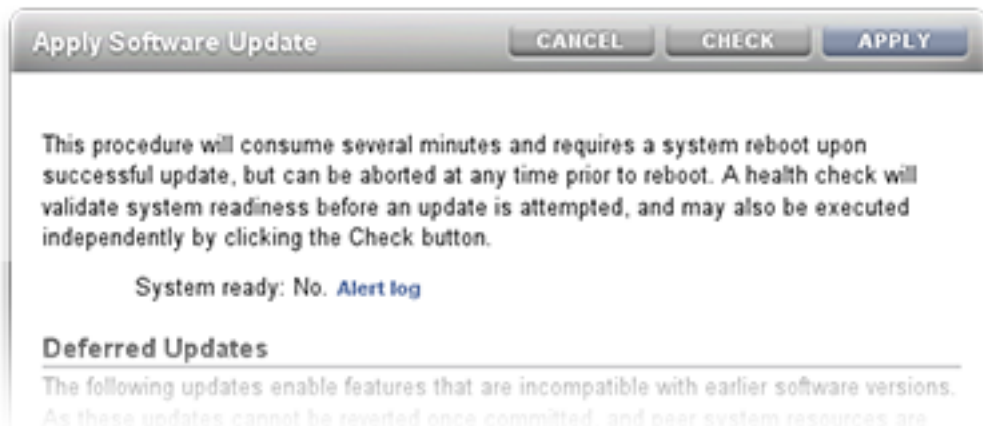 Apply Software Update CANCEL CHECK APPLY
This procedure will consume several minutes and requires a system reboot upon
successful update, but can be aborted at any time prior to reboot. A health check will
validate system readiness before an update is attempted, and may also be executed
independently by clicking the Check button.
System ready: No. Alert log
Deferred Updates
The following updates enable features that are incompatible with earlier software versions.
As these updates cannot be reverted once committed, and peer system resources are